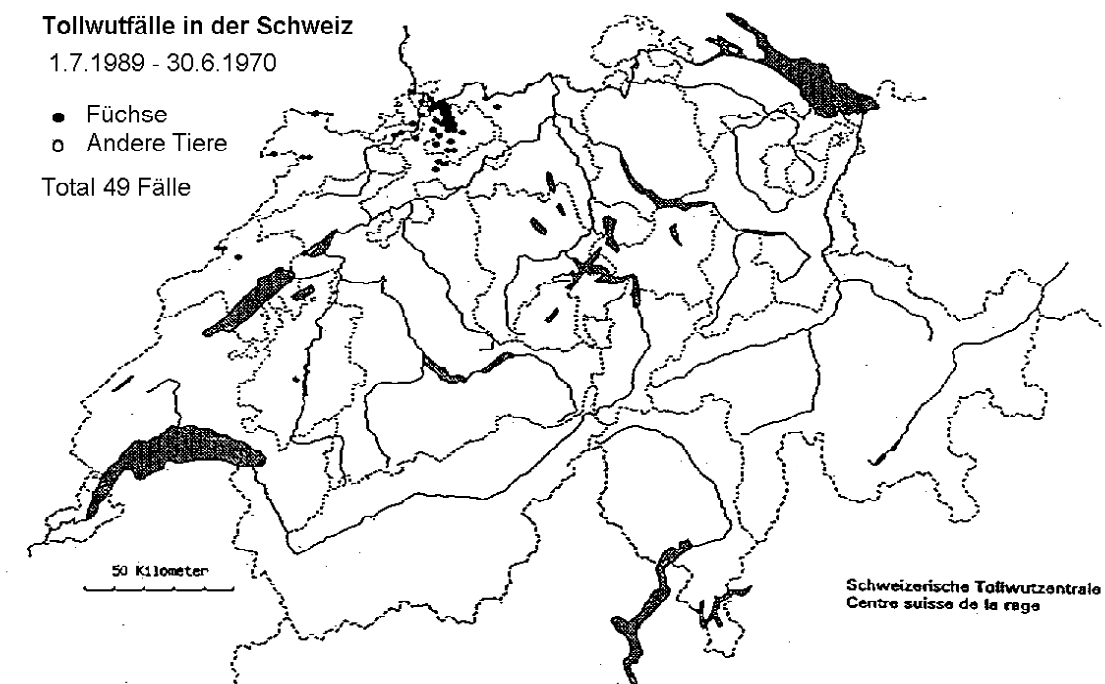 Tollwutfälle in der Schweiz
1.7.1989 - 30.6.1970
Füchse
Andere Tiere
Total 49 Fälle
50 Kilometer
Schweizerische Tollwutzentrale
Centre suisse de la rage